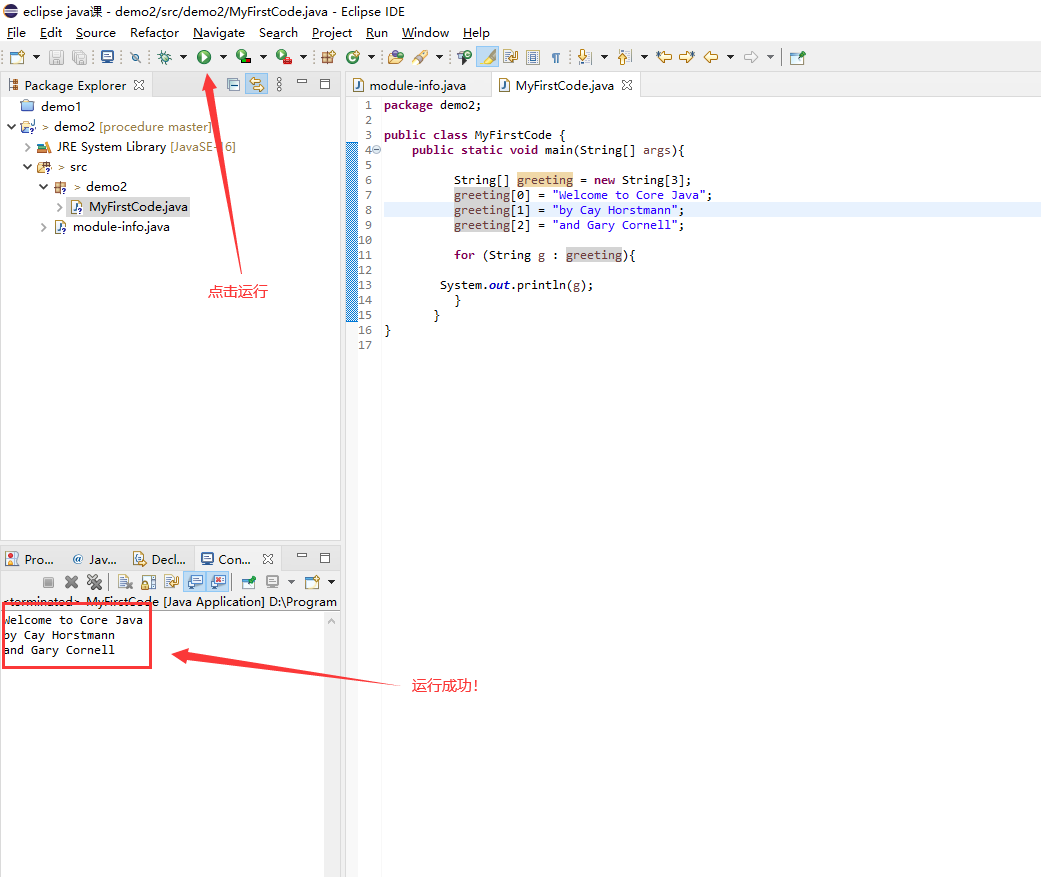 eclipse java课 - demo2/src/demo2/MyFirstCode.java - Eclipse IDE
File Edit Source Refactor Navigate Search Project Run Window Help
Package Explorer
demo1
> demo2 [procedure master]
JRE System Library [JavaSE-16]
> src
> demo2
MyFirstCode.java
module-info.java
点击运行
module-info.java MyFirstCode.java
1 package demo2;
2
3 public class MyFirstCode {
4 public static void main(String[] args){
5
6 String[] greeting = new String[3];
7 greeting[0] = "Welcome to Core Java";
8 greeting[1] = "by Cay Horstmann";
9 greeting[2] = "and Gary Cornell";
10
11 for (String g : greeting){
12
13 System.out.println(g);
14 }
15 }
16 }
17
Pro... @ Jav... Decl... Con...
<terminated> MyFirstCode [Java Application] D:\Program
Welcome to Core Java
by Cay Horstmann
and Gary Cornell
运行成功!